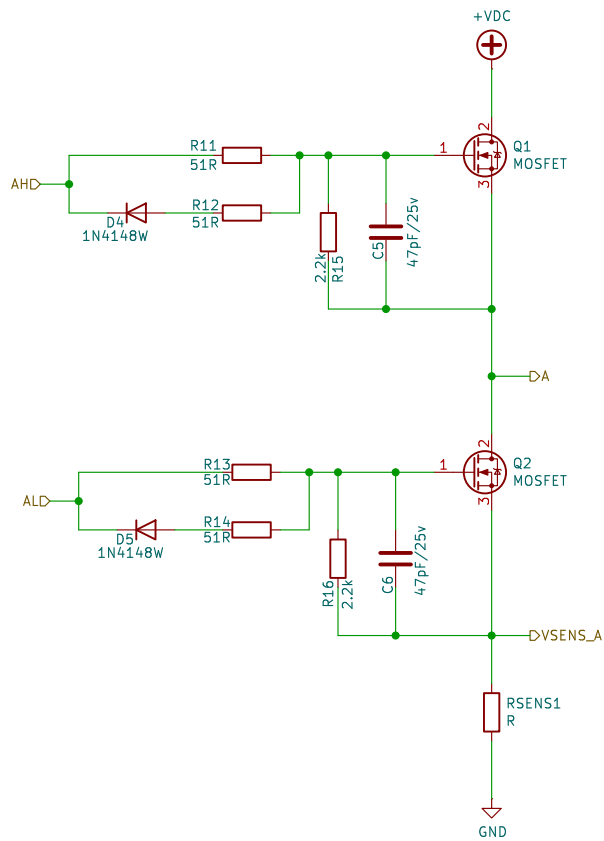 +VDC
2
R11
1
Q1
51R
MOSFET
AH
3
R12
D4
51R
1N4148W
2.2k
R15
C5
47pF/25v
A
2
R13
1
Q2
51R
MOSFET
AL
3
R14
D5
51R
1N4148W
R16
2.2k
C6
47pF/25v
VSENS_A
RSENS1
R
GND